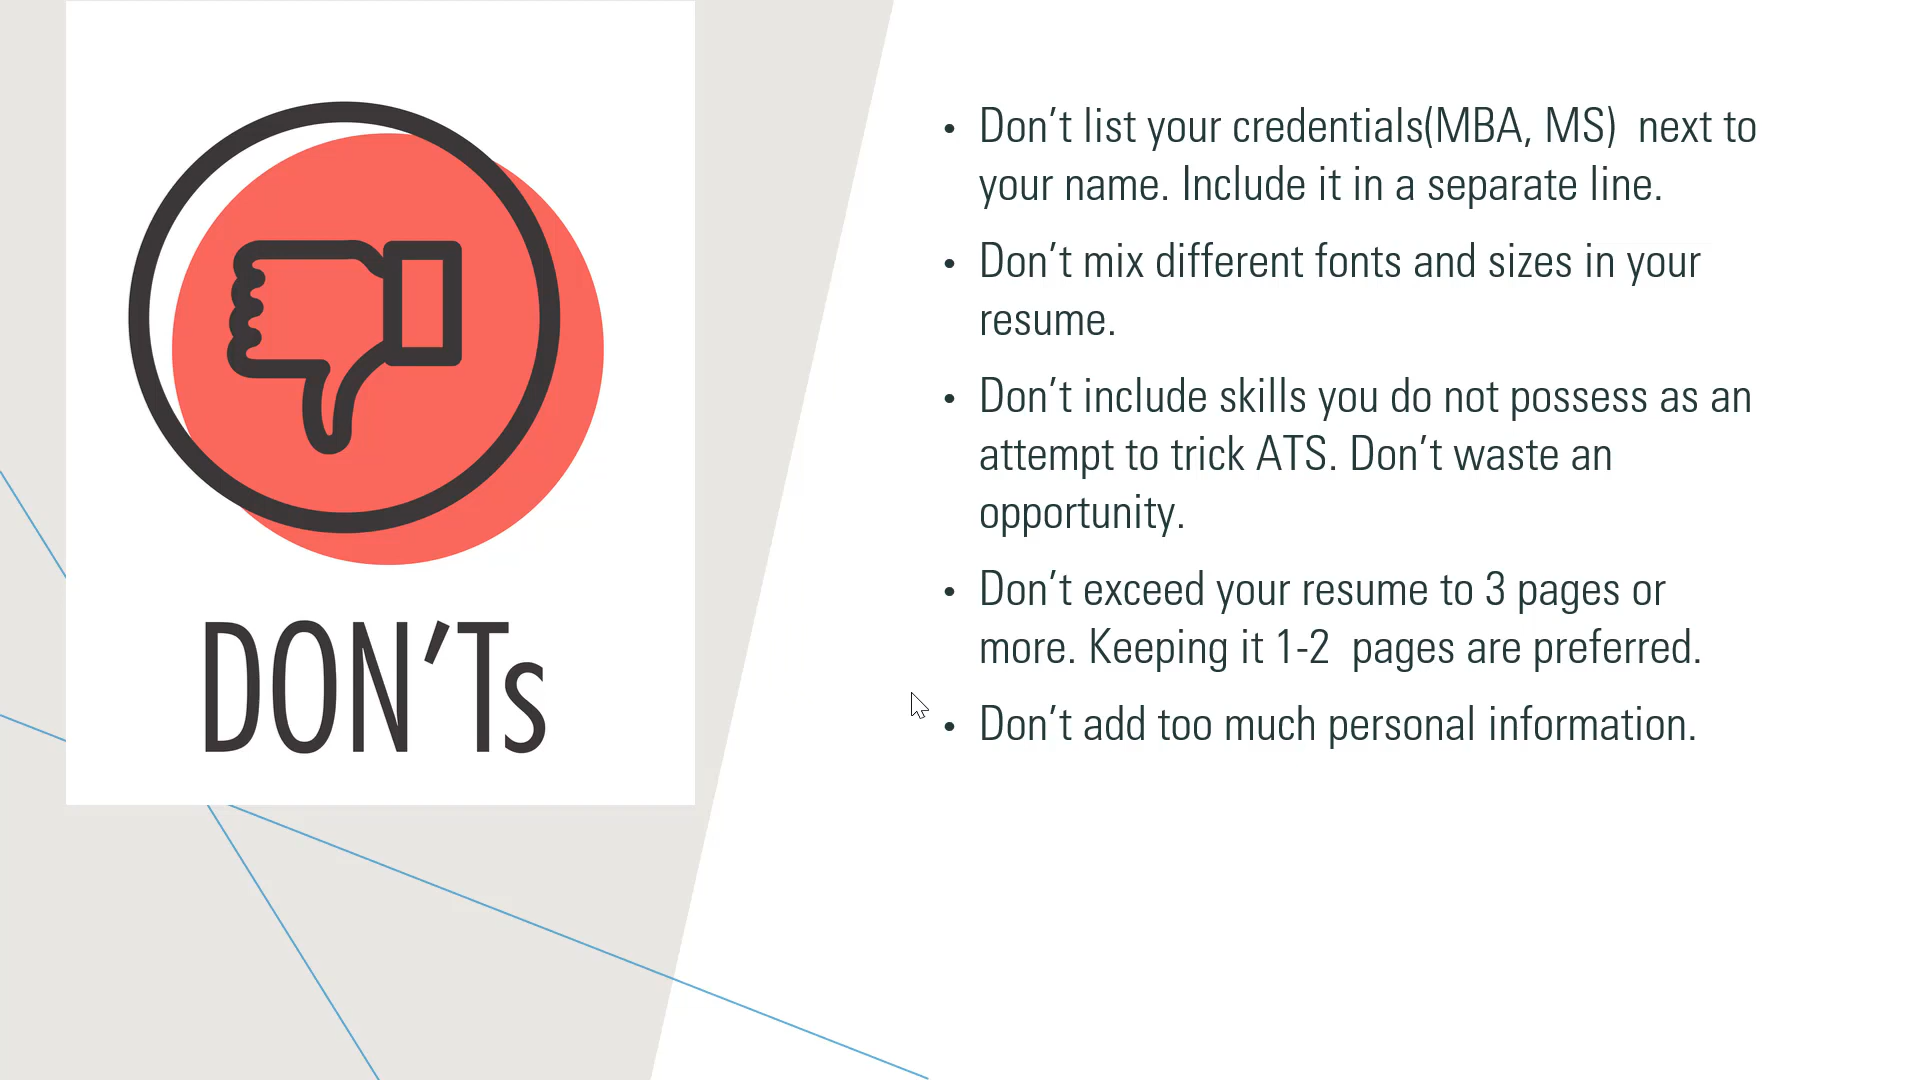 DON’Ts
• Don’t list your credentials(MBA, MS)  next to
your name. Include it in a separate line.
• Don’t mix different fonts and sizes in your
resume.
• Don’t include skills you do not possess as an
attempt to trick ATS. Don’t waste an
opportunity.
• Don’t exceed your resume to 3 pages or
more. Keeping it 1-2  pages are preferred.
• Don’t add too much personal information.